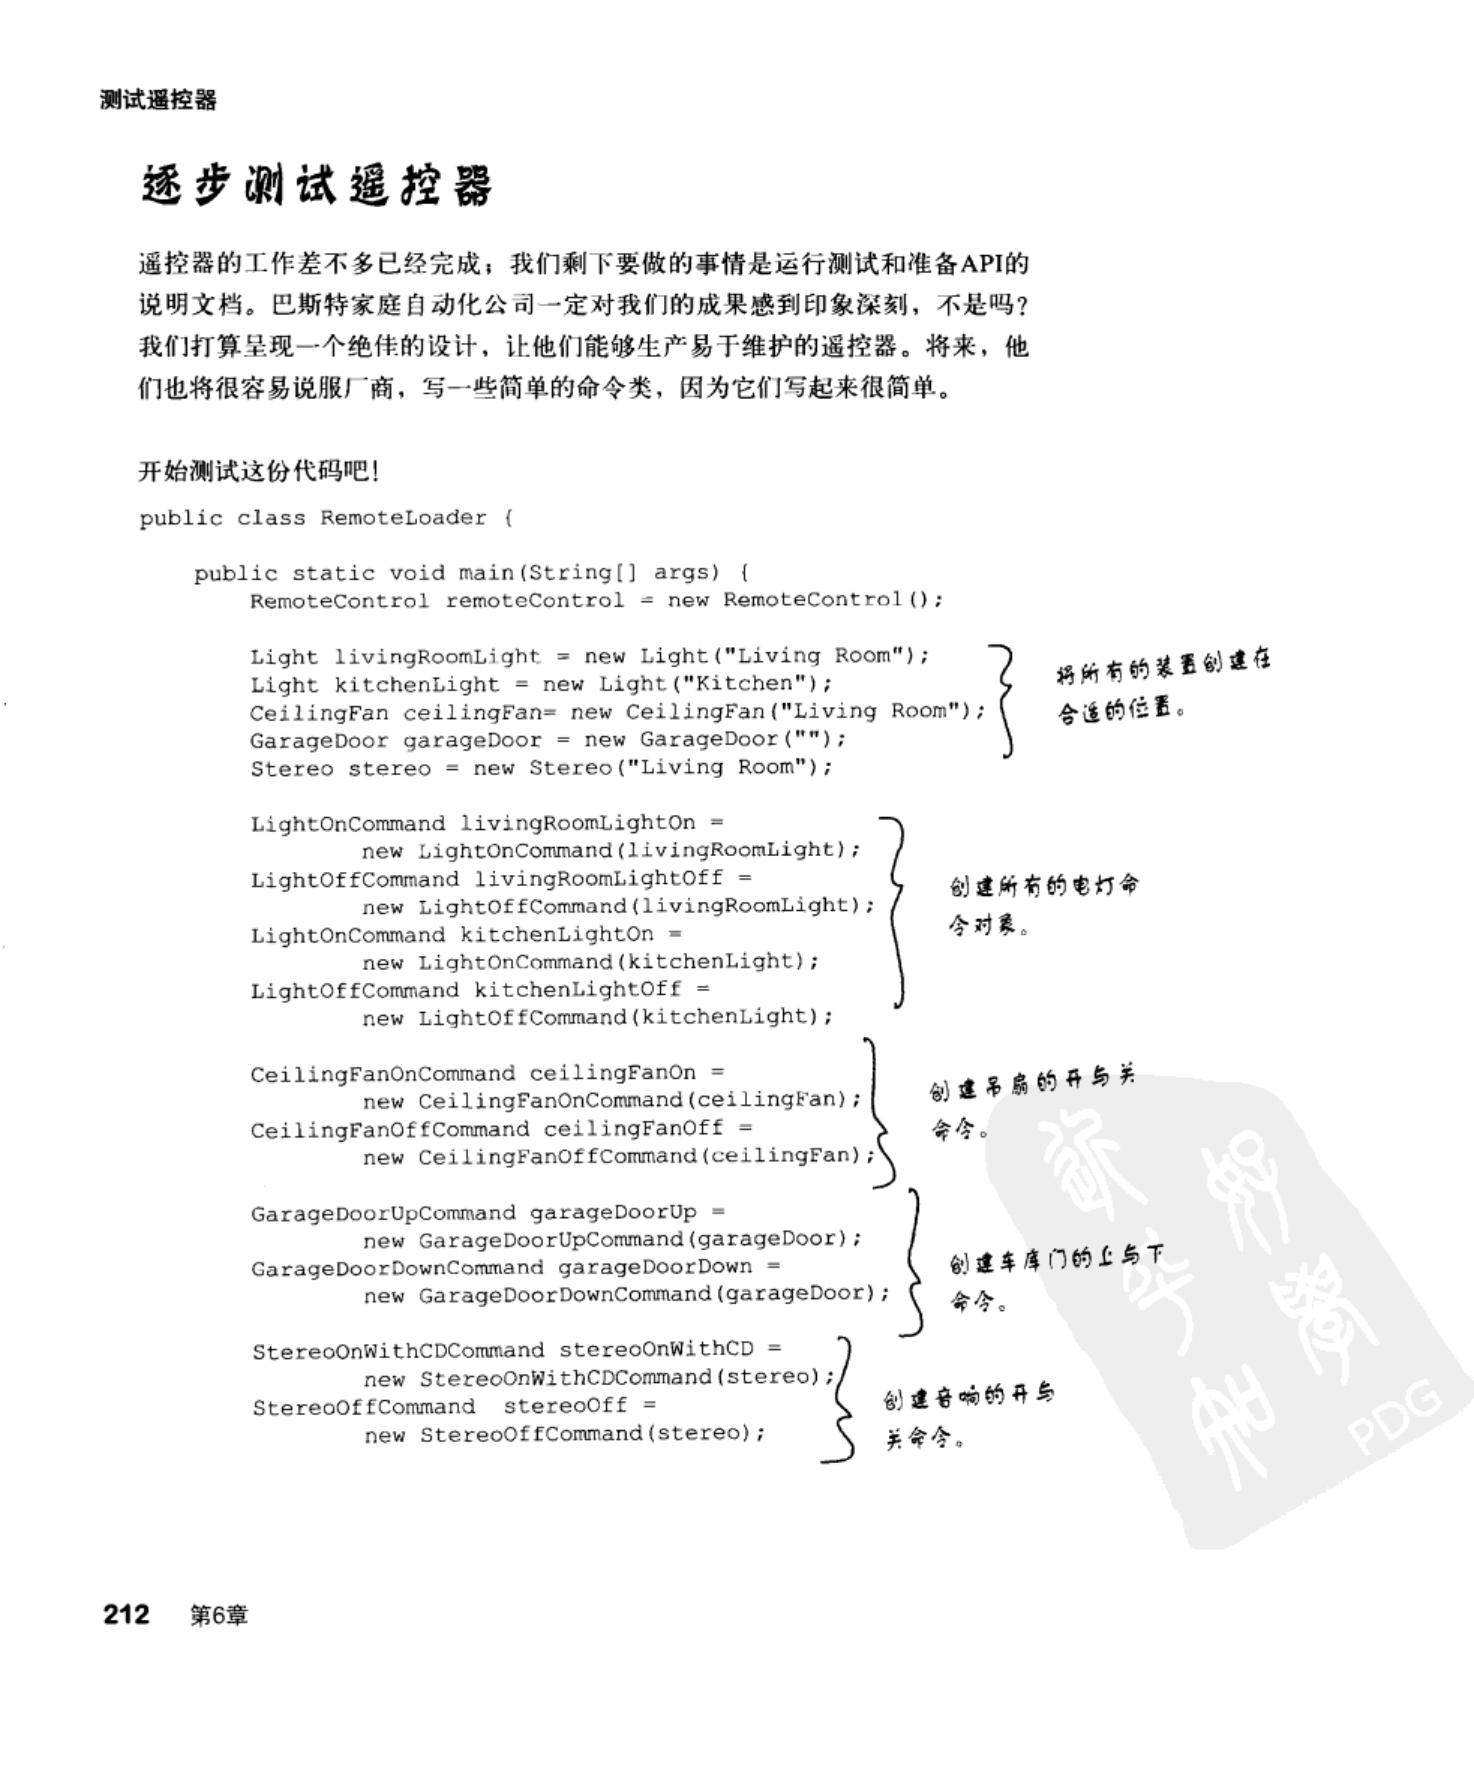 测试遥控器
逐步测试遥控器
遥控器的工作差不多已经完成；我们剩下要做的事情是运行测试和准备API的
说明文档。巴斯特家庭自动化公司一定对我们的成果感到印象深刻，不是吗？
我们打算呈现一个绝佳的设计，让他们能够生产易于维护的遥控器。将来，他
们也将很容易说服厂商，写一些简单的命令类，因为它们写起来很简单。
开始测试这份代码吧！
public class RemoteLoader {
public static void main(String[] args) {
RemoteControl remoteControl = new RemoteControl();
Light livingRoomLight = new Light("Living Room");
Light kitchenLight = new Light("Kitchen");
CeilingFan ceilingFan= new CeilingFan("Living Room");
GarageDoor garageDoor = new GarageDoor("");
Stereo stereo = new Stereo("Living Room");
将所有的装置创建在
合适的位置。
LightOnCommand livingRoomLightOn =
new LightOnCommand(livingRoomLight);
LightOffCommand livingRoomLightOff =
new LightOffCommand(livingRoomLight);
LightOnCommand kitchenLightOn =
new LightOnCommand(kitchenLight);
LightOffCommand kitchenLightOff =
new LightOffCommand(kitchenLight);
创建所有的电灯命
令对象。
CeilingFanOnCommand ceilingFanOn =
new CeilingFanOnCommand(ceilingFan);
CeilingFanOffCommand ceilingFanOff =
new CeilingFanOffCommand(ceilingFan);
创建吊扇的开与关
命令。
GarageDoorUpCommand garageDoorUp =
new GarageDoorUpCommand(garageDoor);
GarageDoorDownCommand garageDoorDown =
new GarageDoorDownCommand(garageDoor);
创建车库门的上与下
命令。
StereoOnWithCDCommand stereoOnWithCD =
new StereoOnWithCDCommand(stereo);
StereoOffCommand  stereoOff =
new StereoOffCommand(stereo);
创建音响的开与
关命令。
PDG
212 第6章